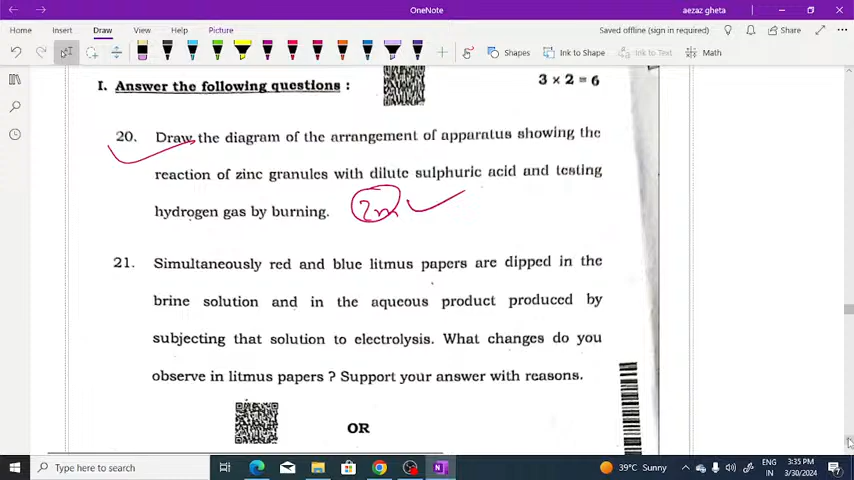 OneNote
aezaz gheta
Home Insert Draw View Help Picture
Saved offline (sign in required)
Share
Shapes
Ink to Shape
Ink to Text
Math
I. Answer the following questions : 3 × 2 = 6
20. Draw the diagram of the arrangement of apparatus showing the
reaction of zinc granules with dilute sulphuric acid and testing
hydrogen gas by burning. 2m
21. Simultaneously red and blue litmus papers are dipped in the
brine solution and in the aqueous product produced by
subjecting that solution to electrolysis. What changes do you
observe in litmus papers ? Support your answer with reasons.
OR
Type here to search
39°C Sunny
ENG
IN
3:35 PM
3/30/2024
7